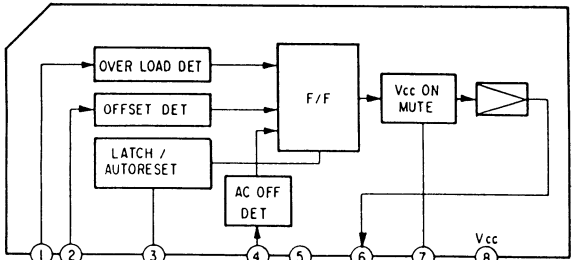 OVER LOAD DET
OFFSET DET
LATCH /
AUTORESET
AC OFF
DET
F/F
Vcc ON
MUTE
Vcc
1 2 3 4 5 6 7 8